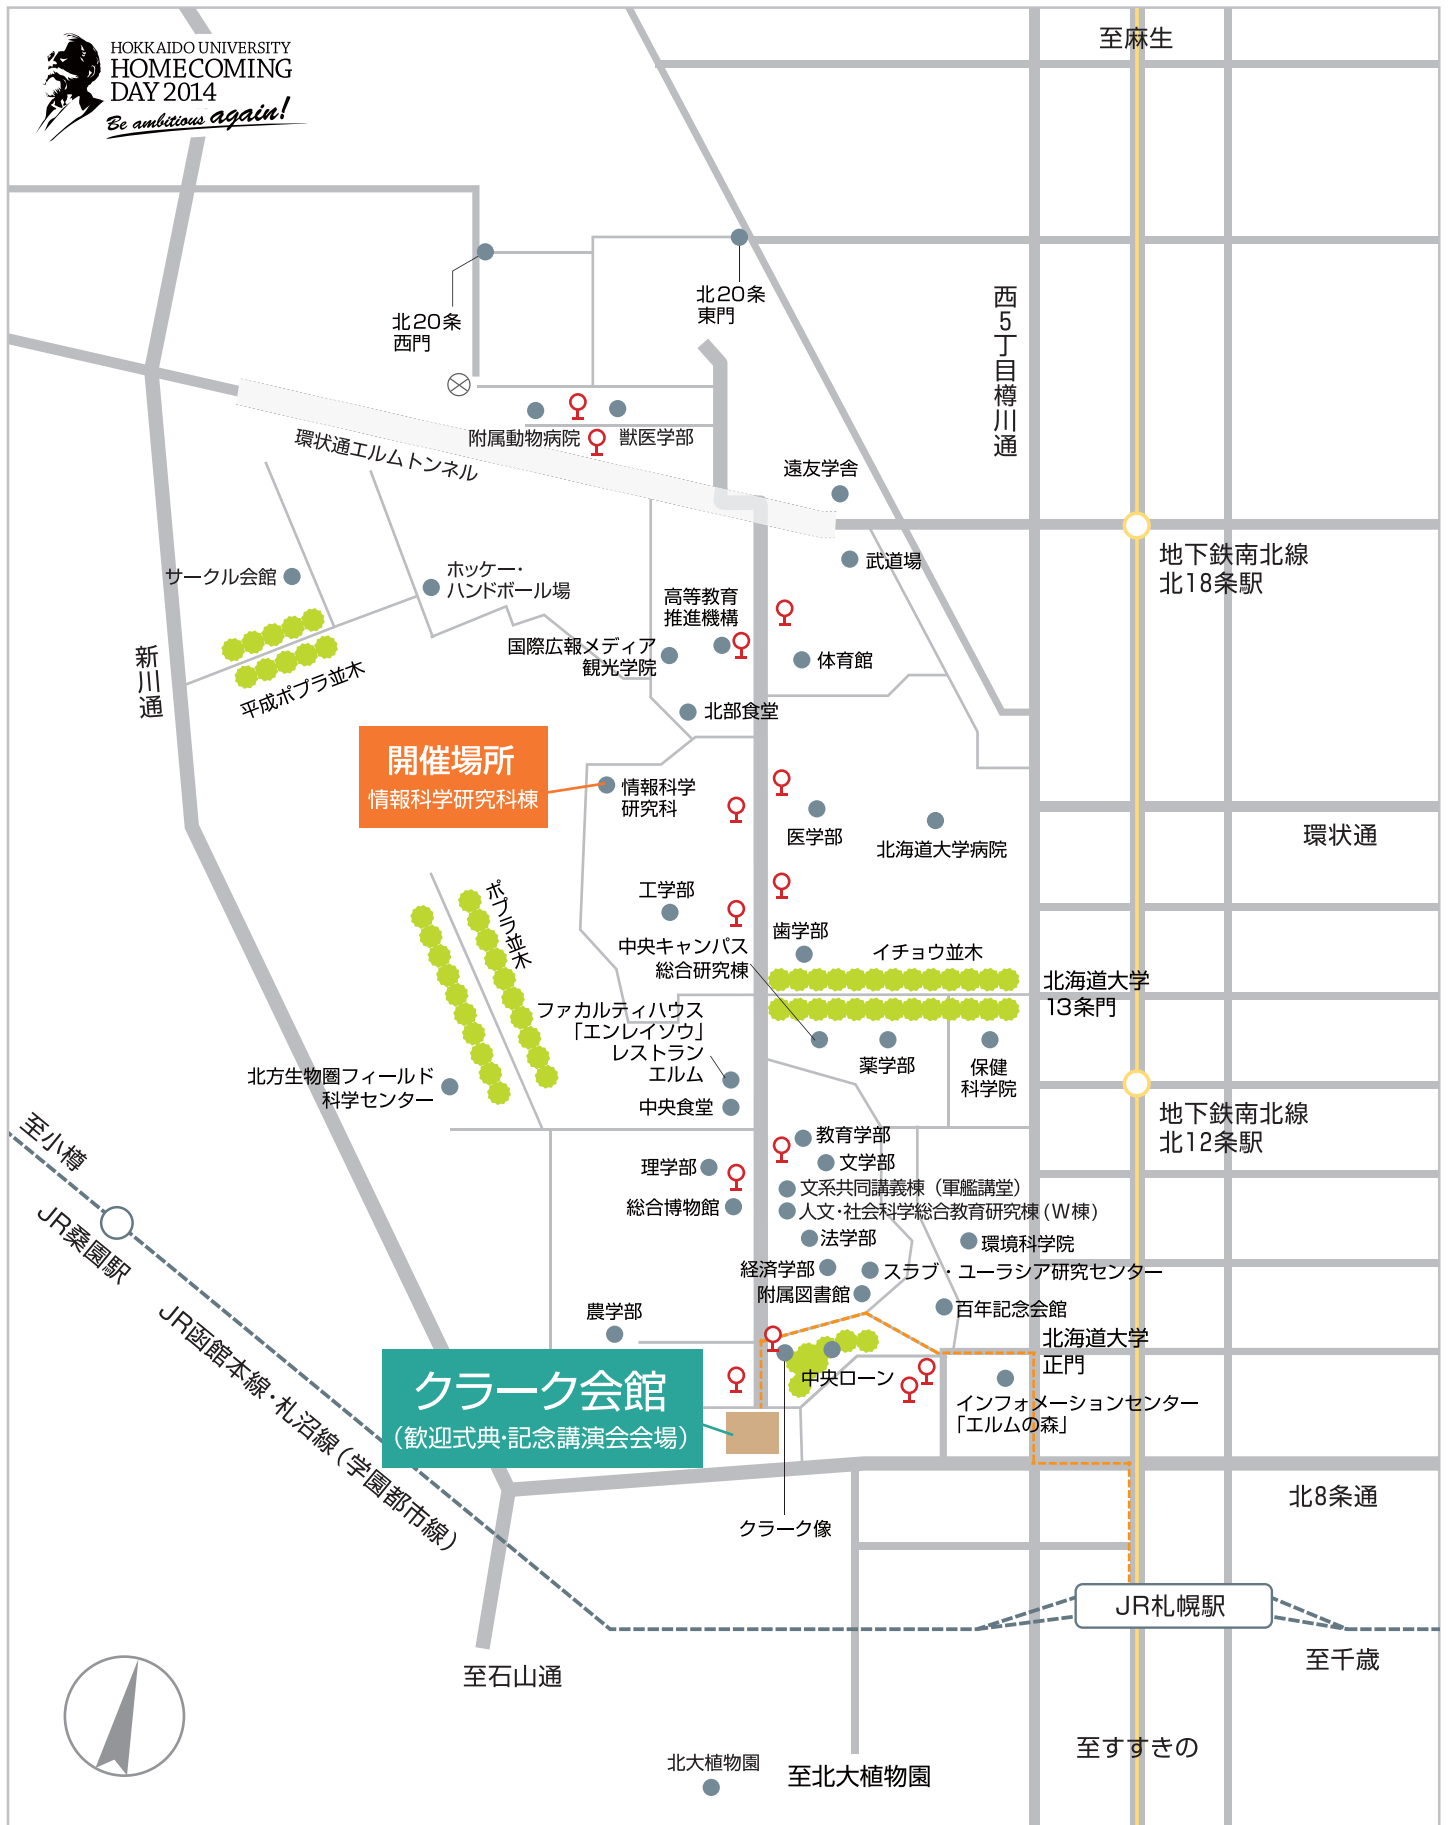 HOKKAIDO UNIVERSITY
HOMECOMING
DAY 2014
Be ambitious again!
至麻生
北20条
西門
北20条
東門
西5丁目樽川通
附属動物病院
獣医学部
環状通エルムトンネル
遠友学舎
武道場
地下鉄南北線
北18条駅
サークル会館
ホッケー・
ハンドボール場
高等教育
推進機構
国際広報メディア
観光学院
体育館
新川通
平成ポプラ並木
北部食堂
開催場所
情報科学研究科棟
情報科学
研究科
医学部
北海道大学病院
環状通
工学部
ポプラ並木
歯学部
中央キャンパス
総合研究棟
イチョウ並木
北海道大学
13条門
ファカルティハウス
「エンレイソウ」
レストラン
エルム
薬学部
保健
科学院
北方生物圏フィールド
科学センター
中央食堂
地下鉄南北線
北12条駅
至小樽
教育学部
文学部
理学部
文系共同講義棟（軍艦講堂）
総合博物館
人文・社会科学総合教育研究棟（W棟）
JR桑園駅
法学部
環境科学院
経済学部
スラブ・ユーラシア研究センター
附属図書館
百年記念会館
農学部
JR函館本線・札沼線（学園都市線）
北海道大学
正門
クラーク会館
（歓迎式典・記念講演会会場）
中央ローン
インフォメーションセンター
「エルムの森」
北8条通
クラーク像
JR札幌駅
至石山通
至千歳
至すすきの
北大植物園
至北大植物園